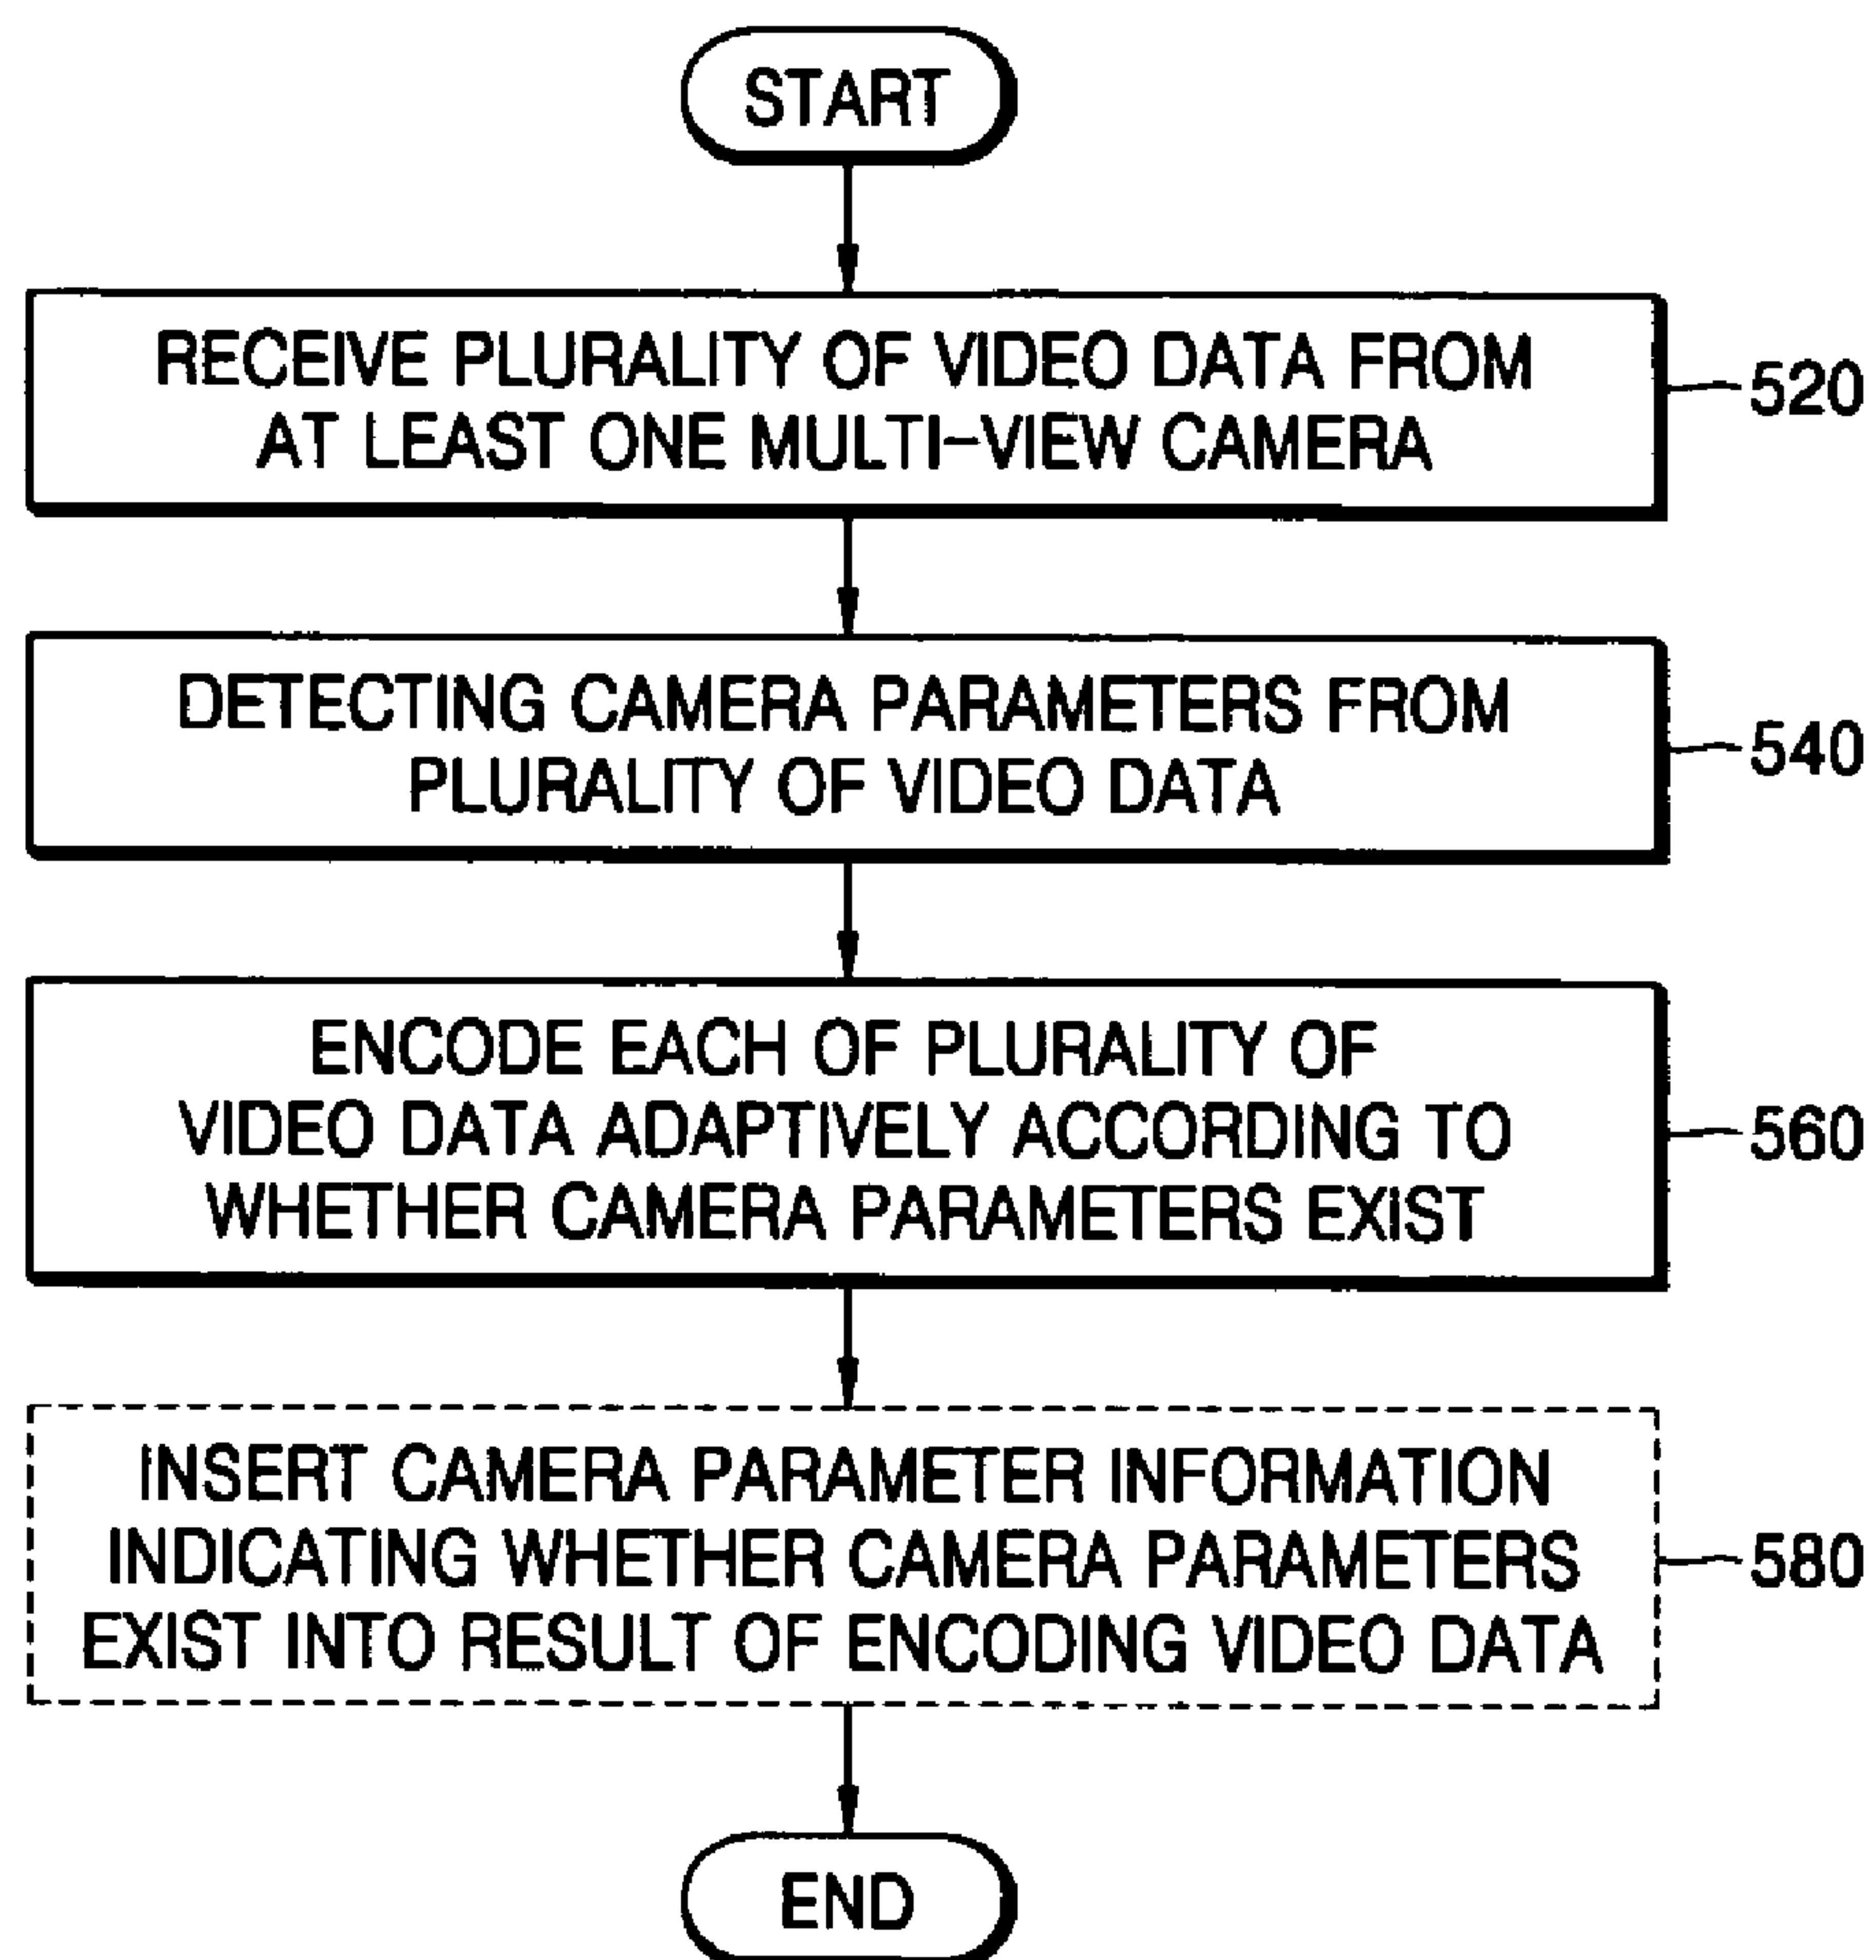 START
RECEIVE PLURALITY OF VIDEO DATA FROM
AT LEAST ONE MULTI-VIEW CAMERA
520
DETECTING CAMERA PARAMETERS FROM
PLURALITY OF VIDEO DATA
540
ENCODE EACH OF PLURALITY OF
VIDEO DATA ADAPTIVELY ACCORDING TO
WHETHER CAMERA PARAMETERS EXIST
560
INSERT CAMERA PARAMETER INFORMATION
INDICATING WHETHER CAMERA PARAMETERS
EXIST INTO RESULT OF ENCODING VIDEO DATA
580
END